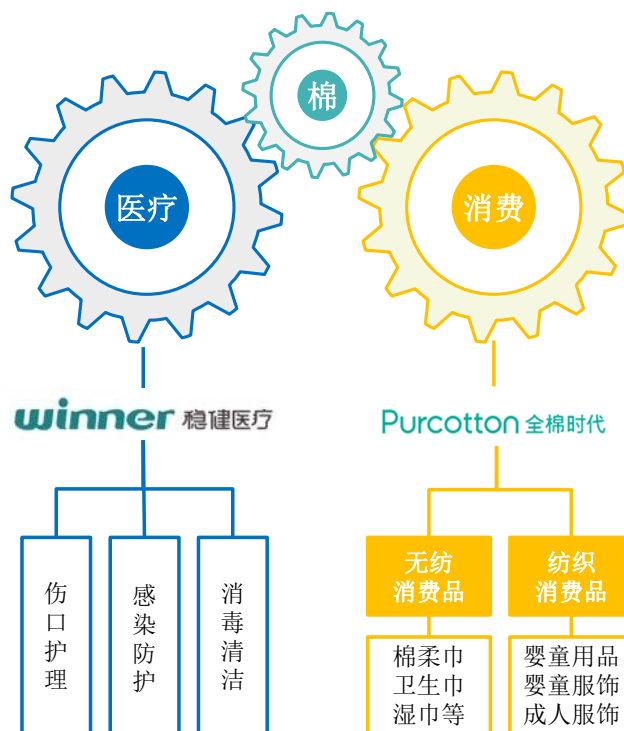 棉
医疗
消费
winner 稳健医疗
Purcotton 全棉时代
伤口护理
感染防护
消毒清洁
无纺
消费品
纺织
消费品
棉柔巾
卫生巾
湿巾等
婴童用品
婴童服饰
成人服饰